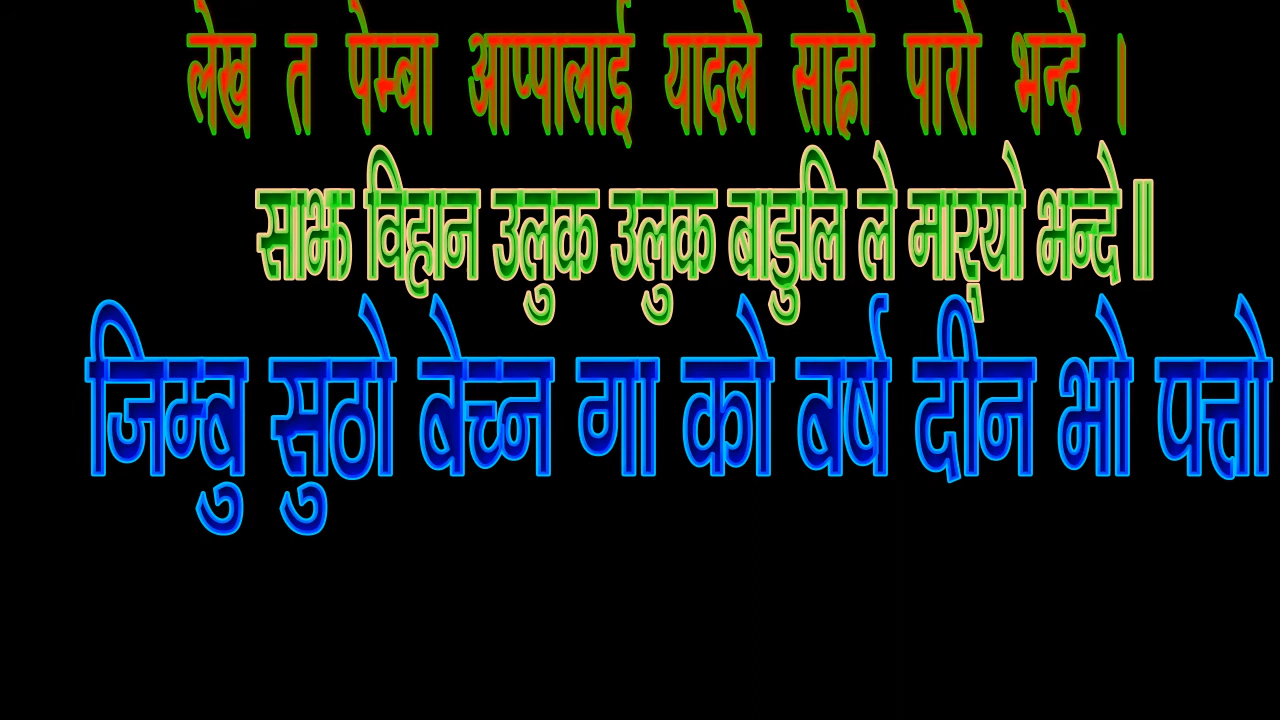 लेख त पेम्बा आप्पालाई यादले साह्रो पारो भन्दे ।
साझ विहान उलुक उलुक बाडुलि ले मार्‍यो भन्दे ॥
जिम्बु सुठो बेच्न गा को बर्ष दीन भो पत्तो